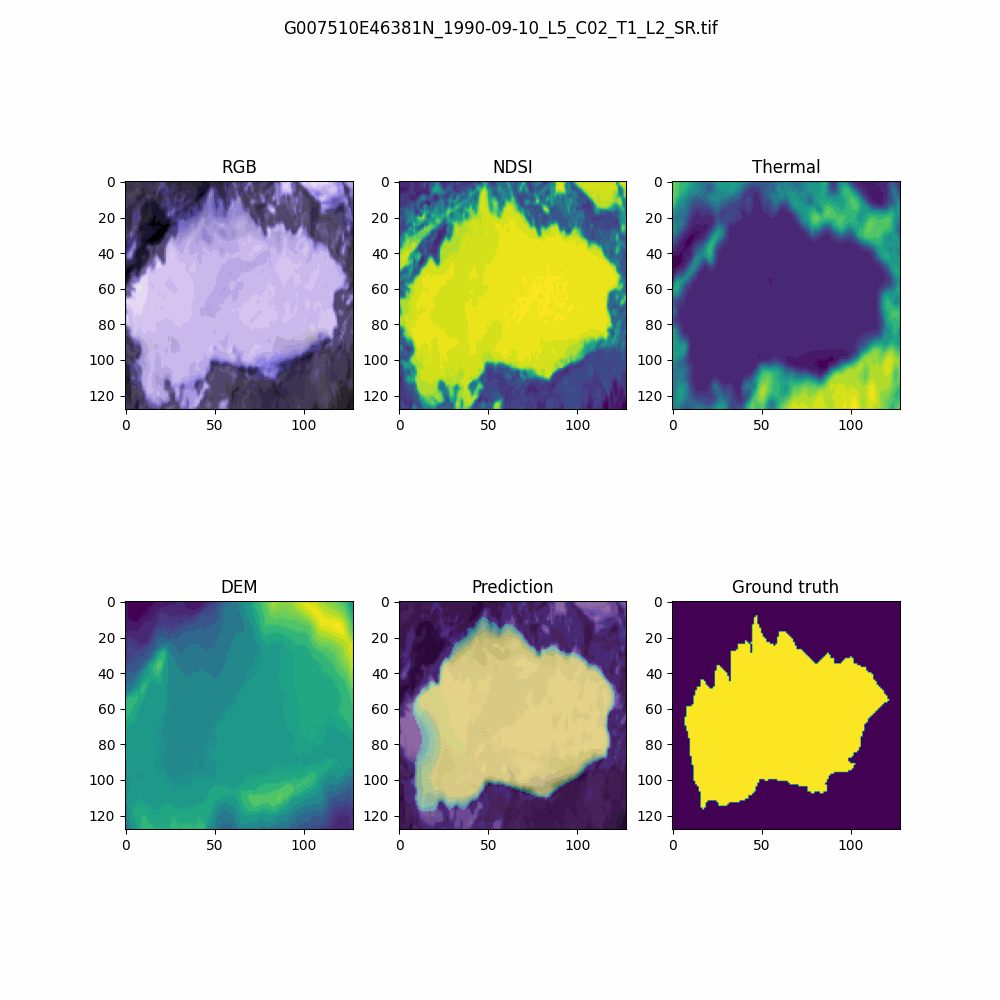 G007510E46381N_1990-09-10_L5_C02_T1_L2_SR.tif
RGB NDSI Thermal
0 0 0
20 20 20
40 40 40
60 60 60
80 80 80
100 100 100
120 120 120
0 50 100 0 50 100 0 50 100
DEM Prediction Ground truth
0 0 0
20 20 20
40 40 40
60 60 60
80 80 80
100 100 100
120 120 120
0 50 100 0 50 100 0 50 100